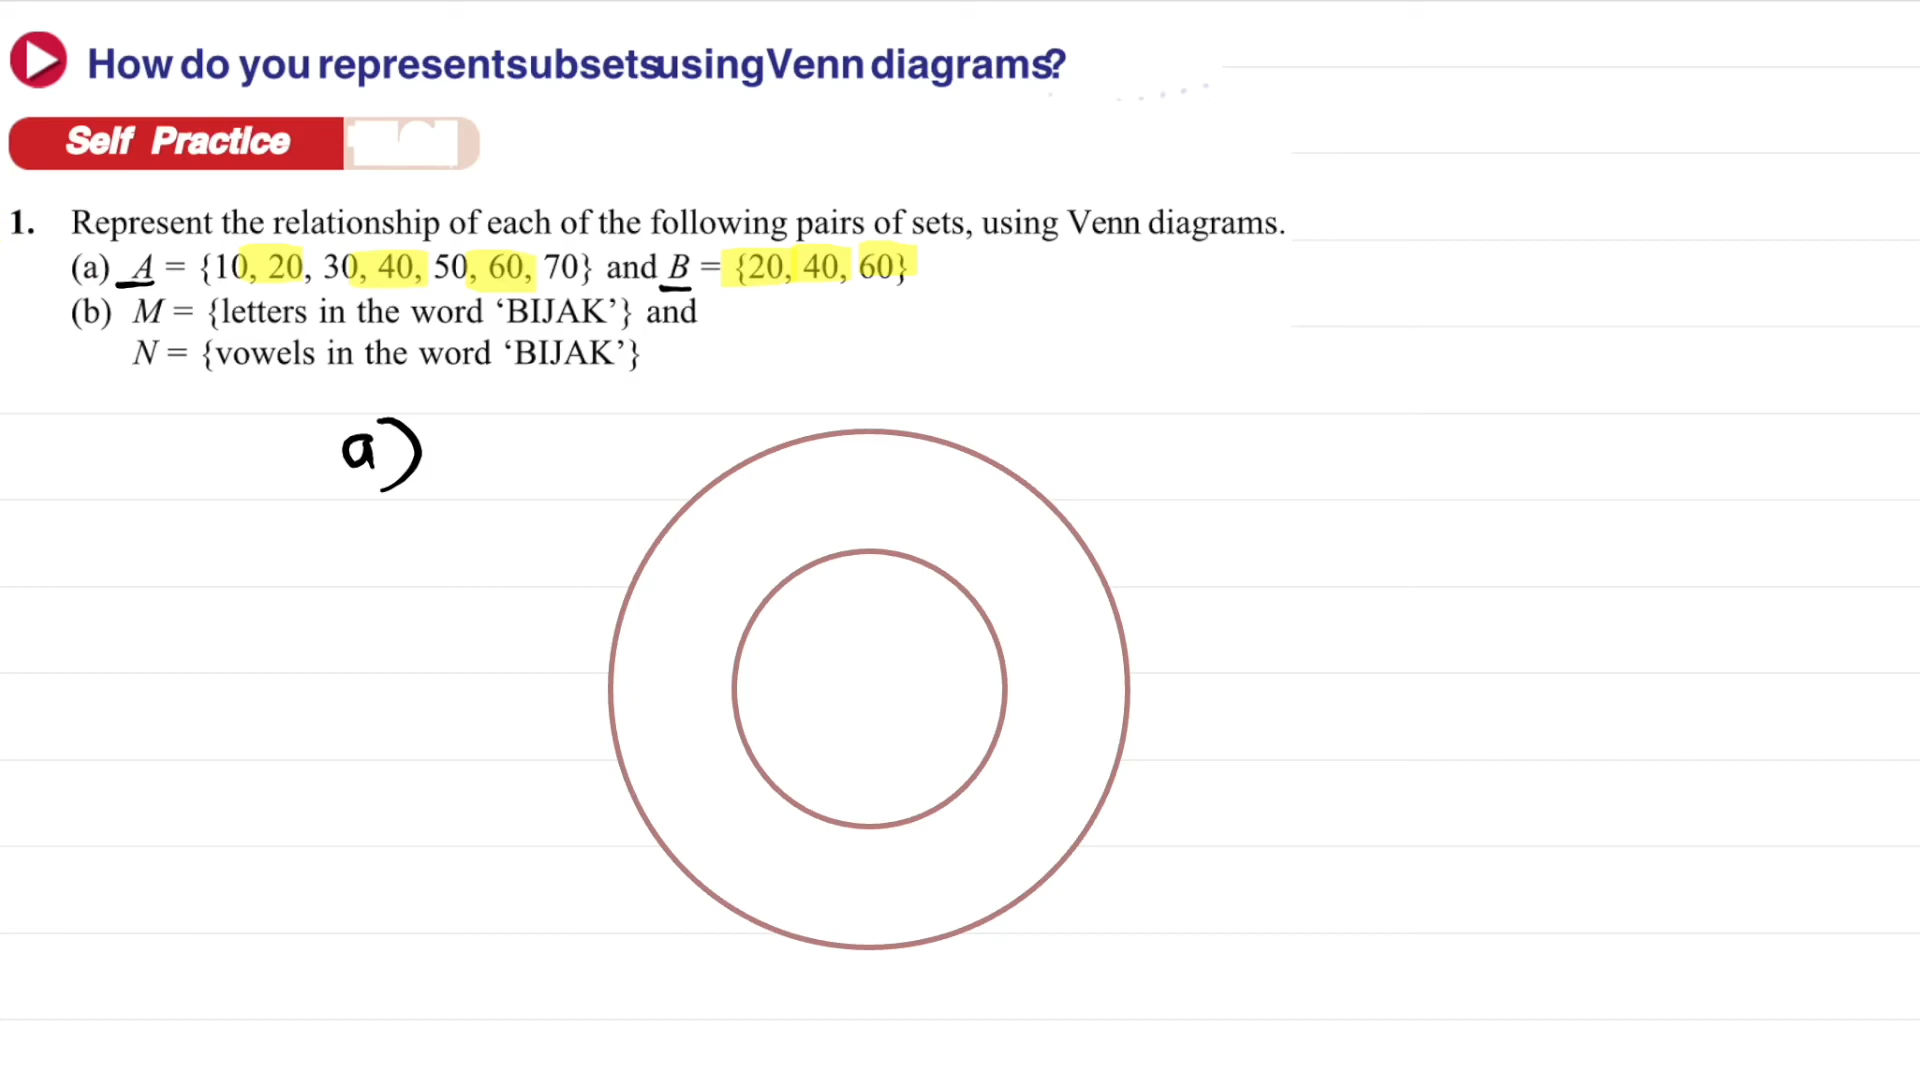 How do you represent subsets using Venn diagrams?
Self Practice
1. Represent the relationship of each of the following pairs of sets, using Venn diagrams.
(a) A = {10, 20, 30, 40, 50, 60, 70} and B = {20, 40, 60}
(b) M = {letters in the word ‘BIJAK’} and
N = {vowels in the word ‘BIJAK’}
a)